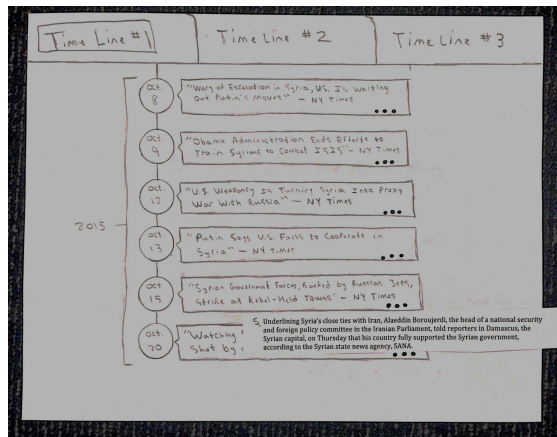 Time Line #1
Time Line #2
Time Line #3
2015
Oct. 8
"Wary of Escalation in Syria, U.S. Is Waiting
Out Putin's Moves" – NY Times
Oct. 9
"Obama Administration Ends Efforts to
Train Syrians to Combat ISIS" – NY Times
Oct. 12
"U.S. Weaponry Is Turning Syria Into Proxy
War With Russia" – NY Times
Oct. 13
"Putin Says U.S. Fails to Cooperate in
Syria" – NY Times
Oct. 15
"Syrian Government Forces, Backed by Russian Jets,
Strike at Rebel-Held Towns" – NY Times
Oct. 20
"Watching
Shot by
Underlining Syria's close ties with Iran, Alaeddin Boroujerdi, the head of a national security
and foreign policy committee in the Iranian Parliament, told reporters in Damascus, the
Syrian capital, on Thursday that his country fully supported the Syrian government,
according to the Syrian state news agency, SANA.